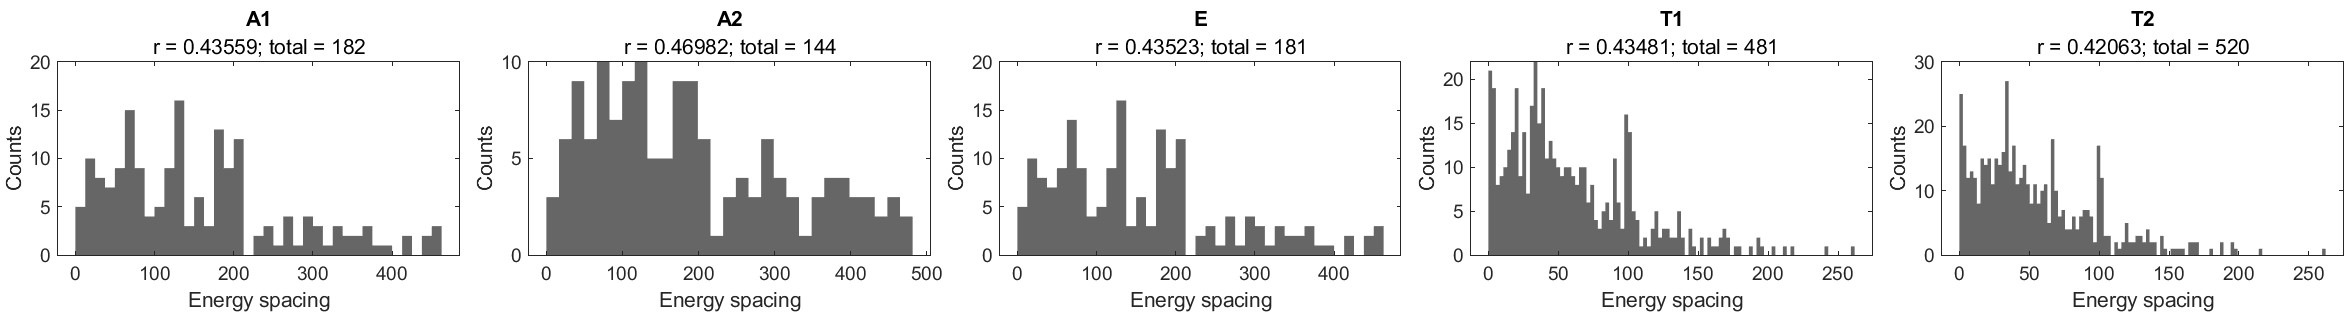 A1
r = 0.43559; total = 182
20
15
10
5
0
Counts
0 100 200 300 400
Energy spacing
A2
r = 0.46982; total = 144
10
5
0
Counts
0 100 200 300 400 500
Energy spacing
E
r = 0.43523; total = 181
20
15
10
5
0
Counts
0 100 200 300 400
Energy spacing
T1
r = 0.43481; total = 481
20
15
10
5
0
Counts
0 50 100 150 200 250
Energy spacing
T2
r = 0.42063; total = 520
30
20
10
0
Counts
0 50 100 150 200 250
Energy spacing